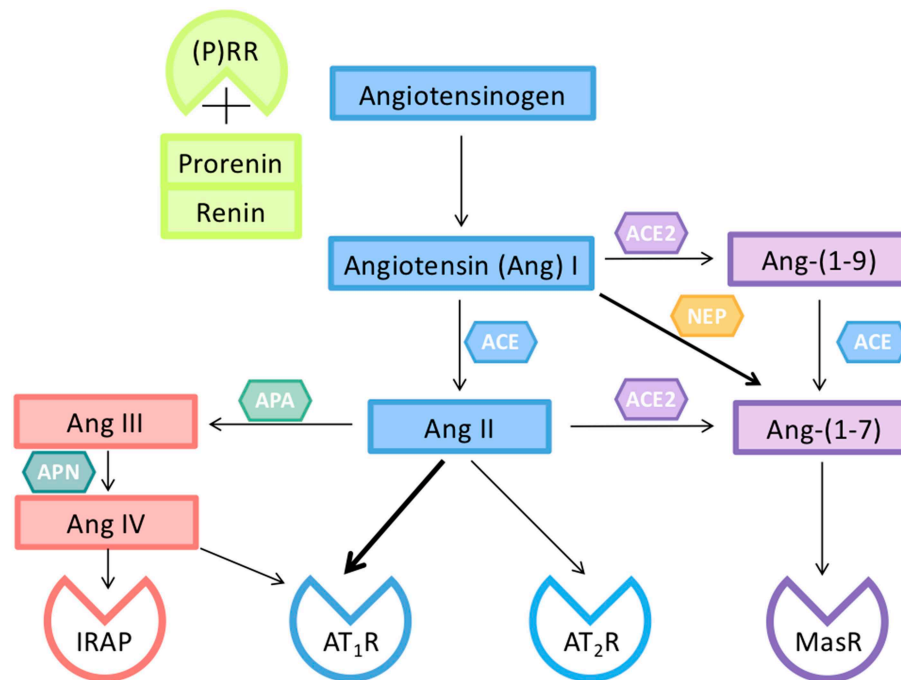 (P)RR
Angiotensinogen
Prorenin
Renin
ACE2
Angiotensin (Ang) I
Ang-(1-9)
NEP
ACE
ACE
APA
ACE2
Ang III
Ang II
Ang-(1-7)
APN
Ang IV
IRAP
AT₁R
AT₂R
MasR